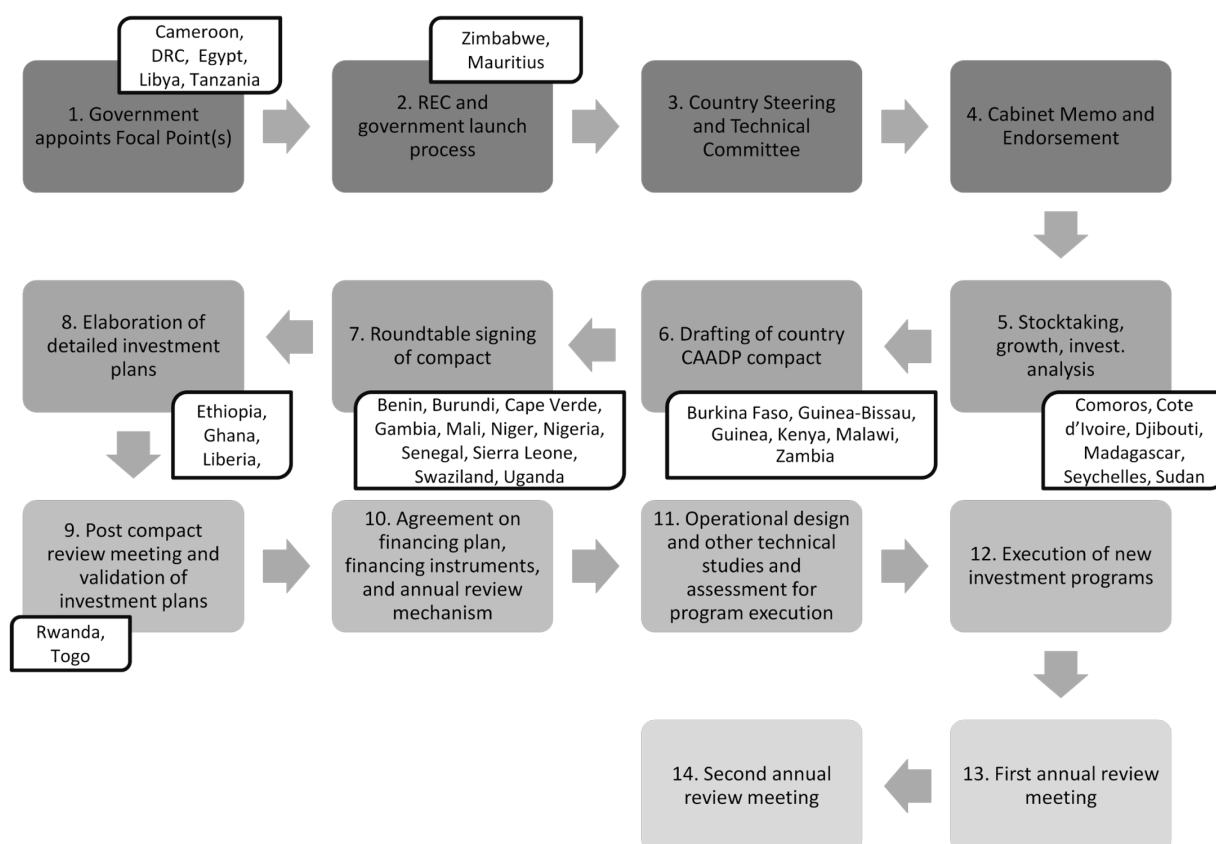 Cameroon,
DRC, Egypt,
Libya, Tanzania
1. Government
appoints Focal Point(s)
Zimbabwe,
Mauritius
2. REC and
government launch
process
3. Country Steering
and Technical
Committee
4. Cabinet Memo and
Endorsement
5. Stocktaking,
growth, invest.
analysis
Comoros, Cote
d’Ivoire, Djibouti,
Madagascar,
Seychelles, Sudan
6. Drafting of country
CAADP compact
Burkina Faso, Guinea-Bissau,
Guinea, Kenya, Malawi,
Zambia
7. Roundtable signing
of compact
Benin, Burundi, Cape Verde,
Gambia, Mali, Niger, Nigeria,
Senegal, Sierra Leone,
Swaziland, Uganda
8. Elaboration of
detailed investment
plans
Ethiopia,
Ghana,
Liberia,
9. Post compact
review meeting and
validation of
investment plans
Rwanda,
Togo
10. Agreement on
financing plan,
financing instruments,
and annual review
mechanism
11. Operational design
and other technical
studies and
assessment for
program execution
12. Execution of new
investment programs
13. First annual review
meeting
14. Second annual
review meeting